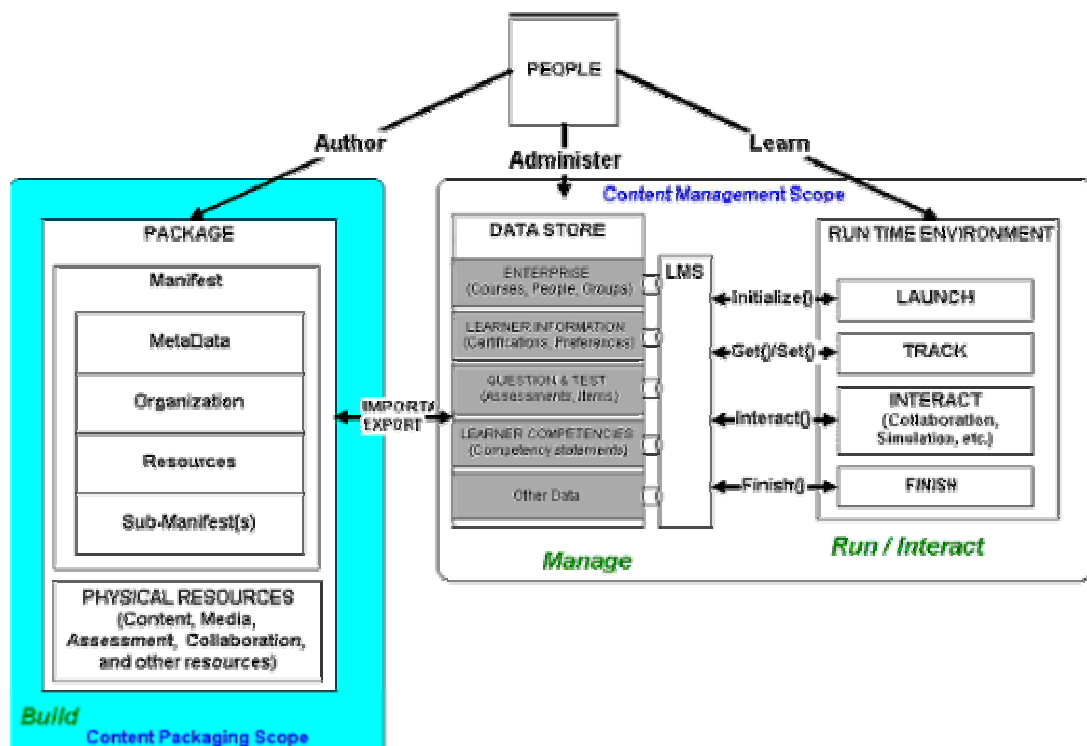 PEOPLE
Author
Administer
Learn
Content Management Scope
PACKAGE
Manifest
MetaData
Organization
Resources
Sub-Manifest(s)
PHYSICAL RESOURCES
(Content, Media,
Assessment, Collaboration,
and other resources)
Build
Content Packaging Scope
EXPORT
DATA STORE
ENTERPRISE
(Courses, People, Groups)
LEARNER INFORMATION
(Certifications, Preferences)
QUESTION & TEST
(Assessments, Items)
LEARNER COMPETENCIES
(Competency statements)
Other Data
LMS
Manage
Initialize()
Get()/Set()
Interact()
Finish()
RUN TIME ENVIRONMENT
LAUNCH
TRACK
INTERACT
(Collaboration,
Simulation, etc.)
FINISH
Run / Interact